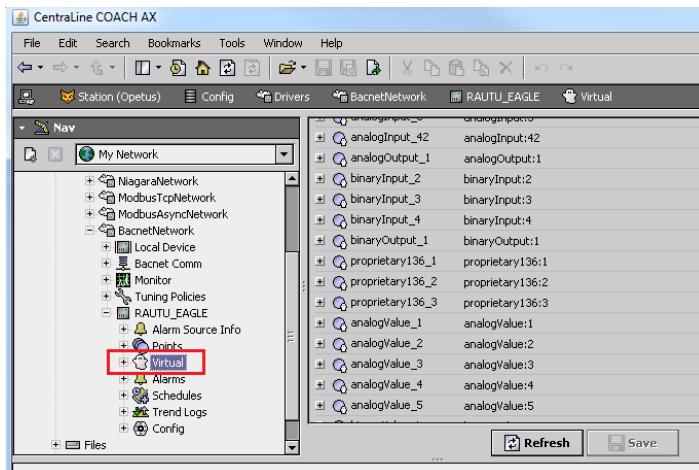 CentraLine COACH AX
File Edit Search Bookmarks Tools Window Help
Station (Opetus) Config Drivers BacnetNetwork RAUTU_EAGLE Virtual
Nav
My Network
NiagaraNetwork
ModbusTcpNetwork
ModbusAsyncNetwork
BacnetNetwork
Local Device
Bacnet Comm
Monitor
Tuning Policies
RAUTU_EAGLE
Alarm Source Info
Points
Virtual
Alarms
Schedules
Trend Logs
Config
Files
analogInput_42 analogInput:42
analogOutput_1 analogOutput:1
binaryInput_2 binaryInput:2
binaryInput_3 binaryInput:3
binaryInput_4 binaryInput:4
binaryOutput_1 binaryOutput:1
proprietary136_1 proprietary136:1
proprietary136_2 proprietary136:2
proprietary136_3 proprietary136:3
analogValue_1 analogValue:1
analogValue_2 analogValue:2
analogValue_3 analogValue:3
analogValue_4 analogValue:4
analogValue_5 analogValue:5
Refresh Save